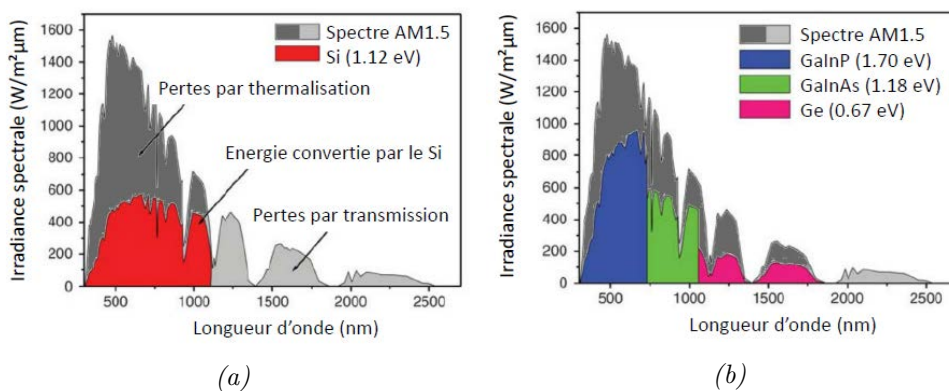 Irradiance spectrale (W/m²µm)
1600
1400
1200
1000
800
600
400
200
0
Spectre AM1.5
Si (1.12 eV)
Pertes par thermalisation
Energie convertie par le Si
Pertes par transmission
500 1000 1500 2000 2500
Longueur d'onde (nm)
(a)
Irradiance spectrale (W/m²µm)
1600
1400
1200
1000
800
600
400
200
0
Spectre AM1.5
GaInP (1.70 eV)
GaInAs (1.18 eV)
Ge (0.67 eV)
500 1000 1500 2000 2500
Longueur d'onde (nm)
(b)